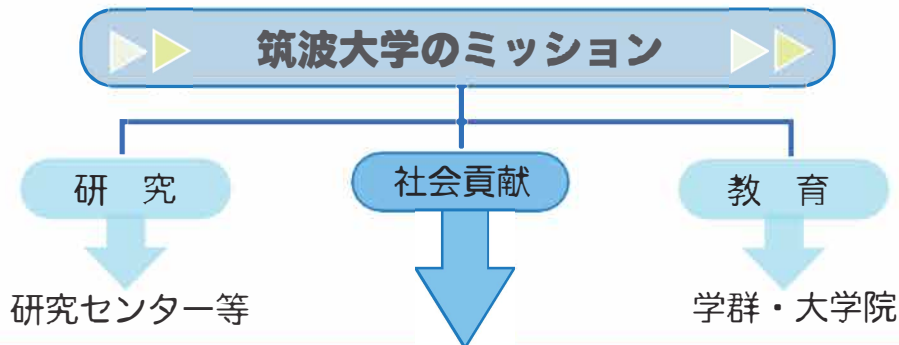 筑波大学のミッション
研　究
社会貢献
教　育
研究センター等
学群・大学院